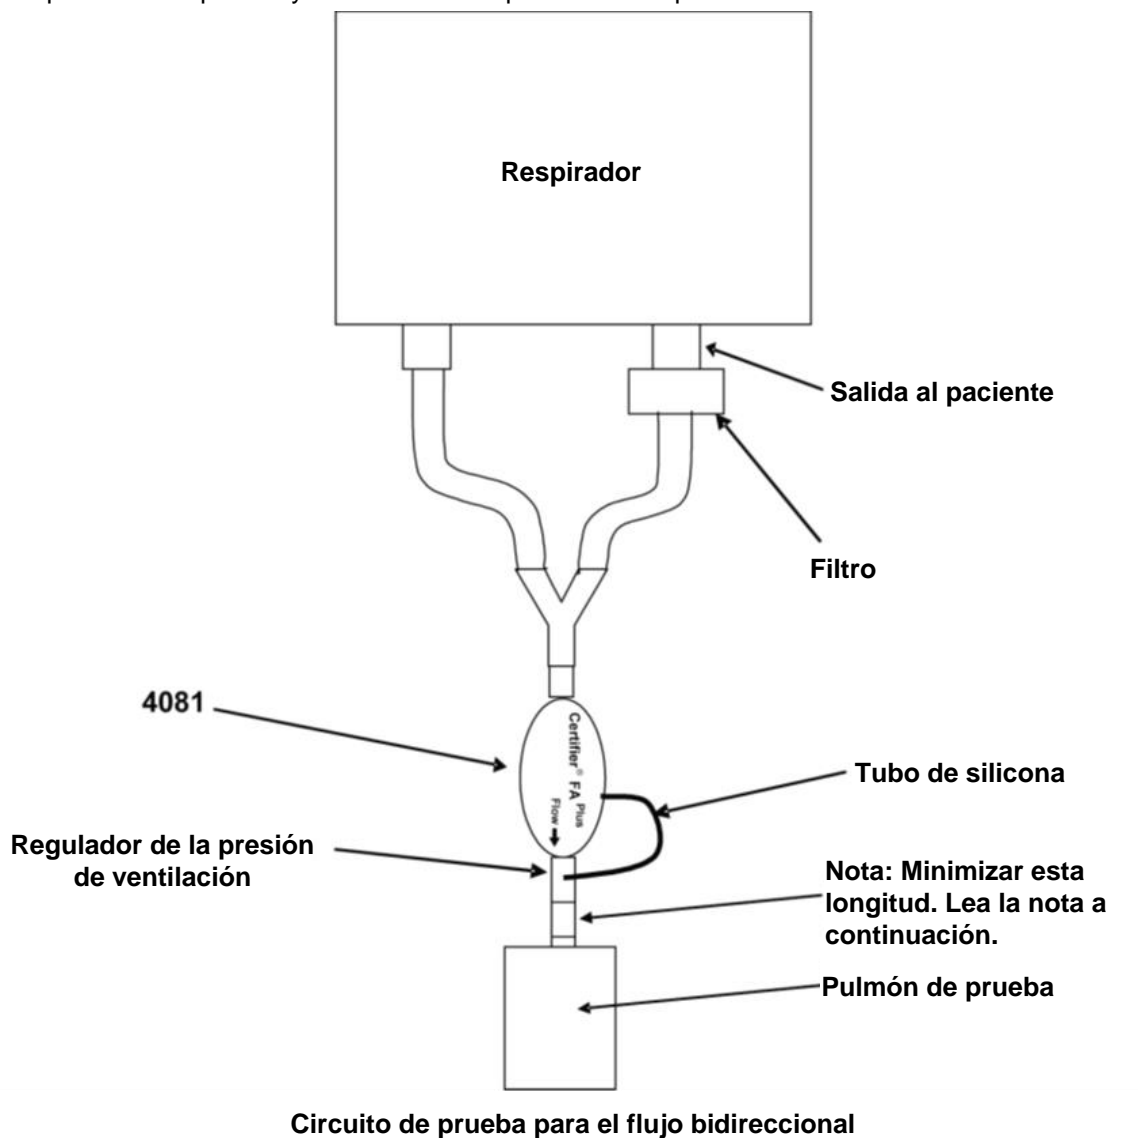 Respirador
Salida al paciente
Filtro
4081
Certifier® FA Plus
Flow
Tubo de silicona
Regulador de la presión
de ventilación
Nota: Minimizar esta
longitud. Lea la nota a
continuación.
Pulmón de prueba
Circuito de prueba para el flujo bidireccional